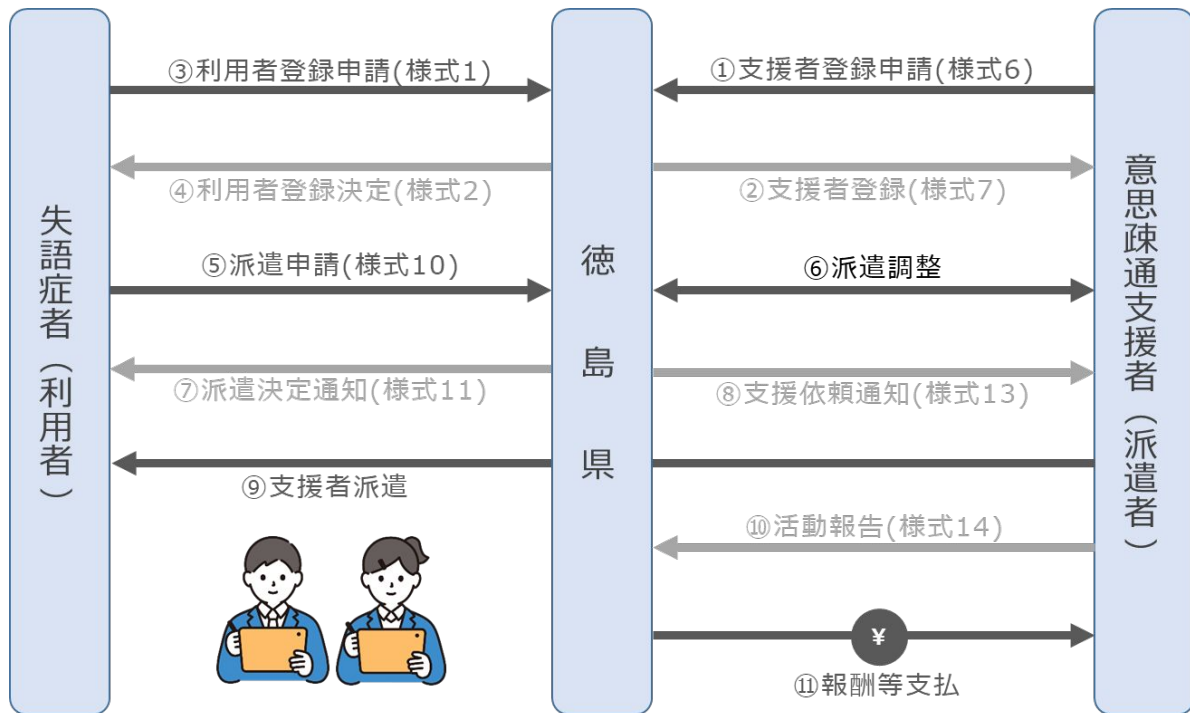 失語症者（利用者）
徳島県
意思疎通支援者（派遣者）
③利用者登録申請(様式1)
①支援者登録申請(様式6)
④利用者登録決定(様式2)
②支援者登録(様式7)
⑤派遣申請(様式10)
⑥派遣調整
⑦派遣決定通知(様式11)
⑧支援依頼通知(様式13)
⑨支援者派遣
⑩活動報告(様式14)
¥
⑪報酬等支払